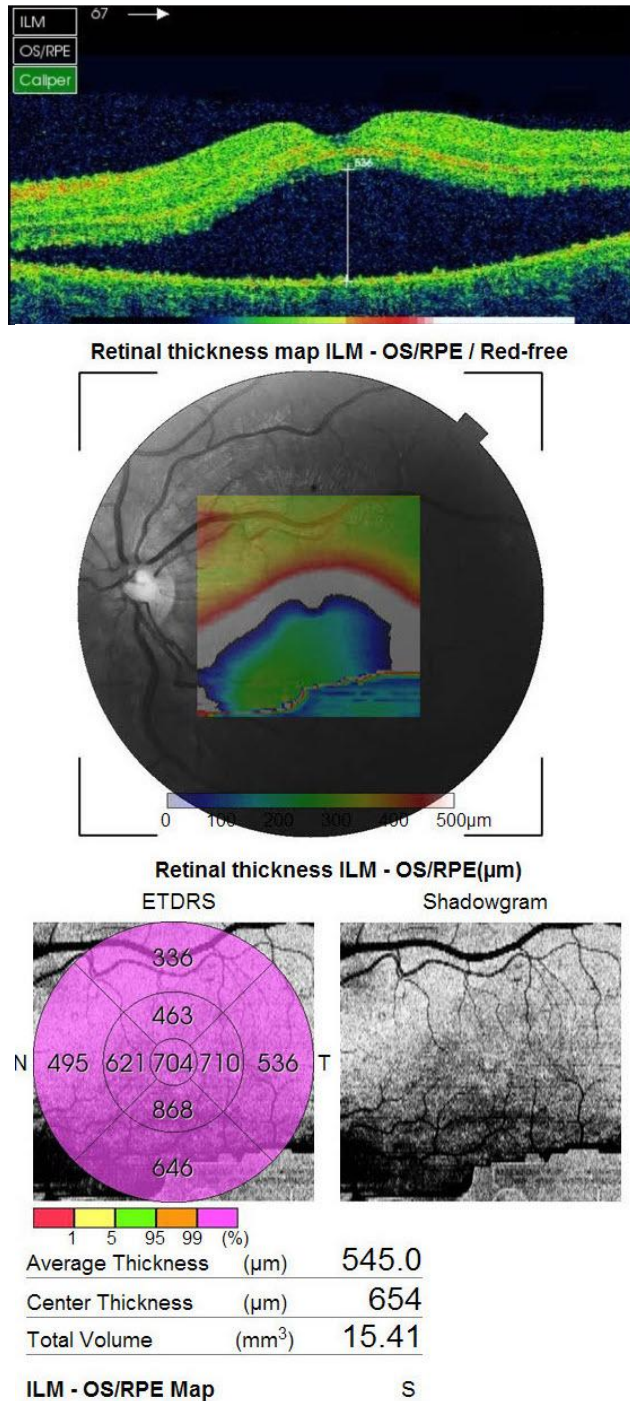 ILM 67
OS/RPE
Caliper
536
Retinal thickness map ILM - OS/RPE / Red-free
0 100 200 300 400 500µm
Retinal thickness ILM - OS/RPE(µm)
ETDRS Shadowgram
336
463
N 495 621 704 710 536 T
868
646
1 5 95 99 (%)
Average Thickness (µm) 545.0
Center Thickness (µm) 654
Total Volume (mm³) 15.41
ILM - OS/RPE Map S